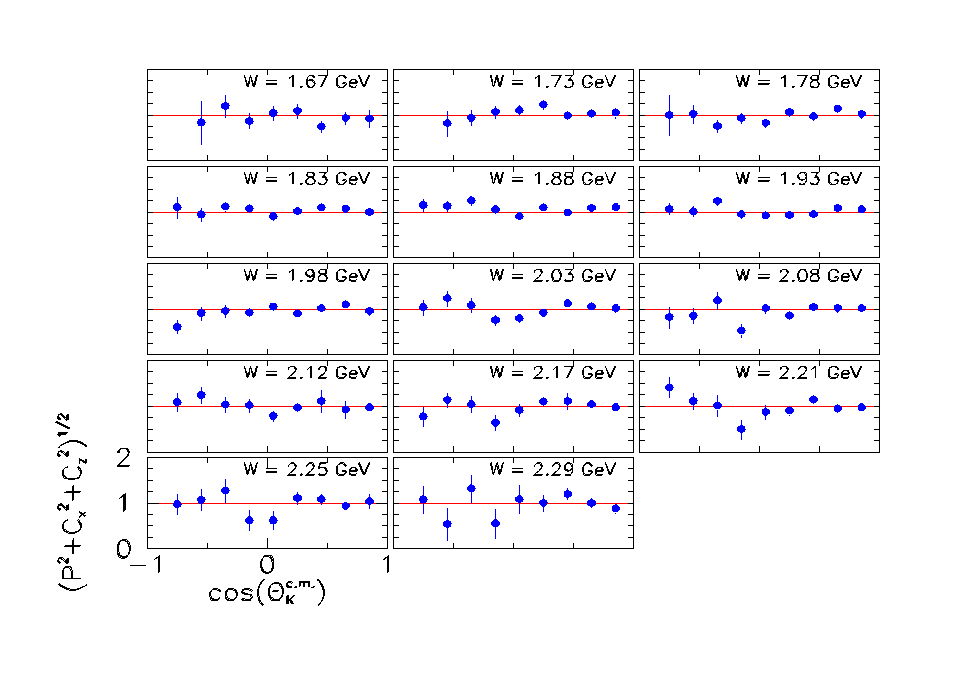 W = 1.67 GeV
W = 1.73 GeV
W = 1.78 GeV
W = 1.83 GeV
W = 1.88 GeV
W = 1.93 GeV
W = 1.98 GeV
W = 2.03 GeV
W = 2.08 GeV
W = 2.12 GeV
W = 2.17 GeV
W = 2.21 GeV
W = 2.25 GeV
W = 2.29 GeV
(P²+Cₓ²+C_z²)^1/2
2
1
0
−1 0 1
cos(Θ_K^c.m.)